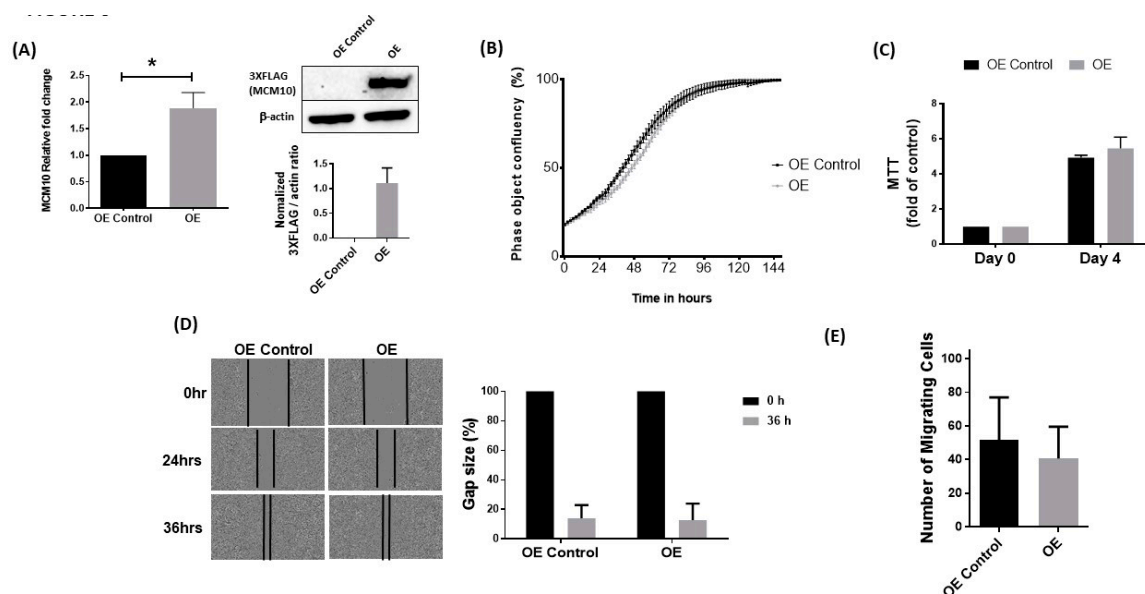 (A)
*
MCM10 Relative fold change
2.5
2.0
1.5
1.0
0.5
0.0
OE Control
OE
OE Control
OE
3XFLAG
(MCM10)
β-actin
Nomalized
3XFLAG / actin ratio
1.5
1.0
0.5
0.0
OE Control
OE
(B)
Phase object confluency (%)
100
50
0
0 24 48 72 96 120 144
Time in hours
OE Control
OE
(C)
OE Control
OE
MTT
(fold of control)
8
6
4
2
0
Day 0
Day 4
(D)
OE Control
OE
0hr
24hrs
36hrs
Gap size (%)
100
80
60
40
20
0
OE Control
OE
0 h
36 h
(E)
Number of Migrating Cells
100
80
60
40
20
0
OE Control
OE